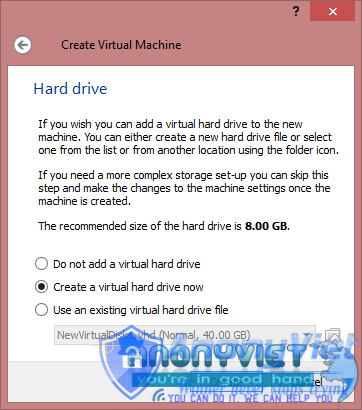 ?
Create Virtual Machine
Hard drive
If you wish you can add a virtual hard drive to the new
machine. You can either create a new hard drive file or select
one from the list or from another location using the folder icon.
If you need a more complex storage set-up you can skip this
step and make the changes to the machine settings once the
machine is created.
The recommended size of the hard drive is 8.00 GB.
Do not add a virtual hard drive
Create a virtual hard drive now
Use an existing virtual hard drive file
NewVirtualDisk1.vhd (Normal, 40.00 GB)
ANONYVIET
you're in good hand
YOU CAN DO IT, WE CAN HELP YOU